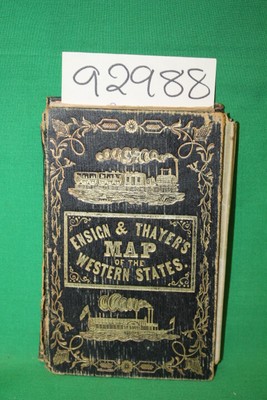 92988
ENSIGN & THAYER'S
MAP
OF THE
WESTERN STATES.